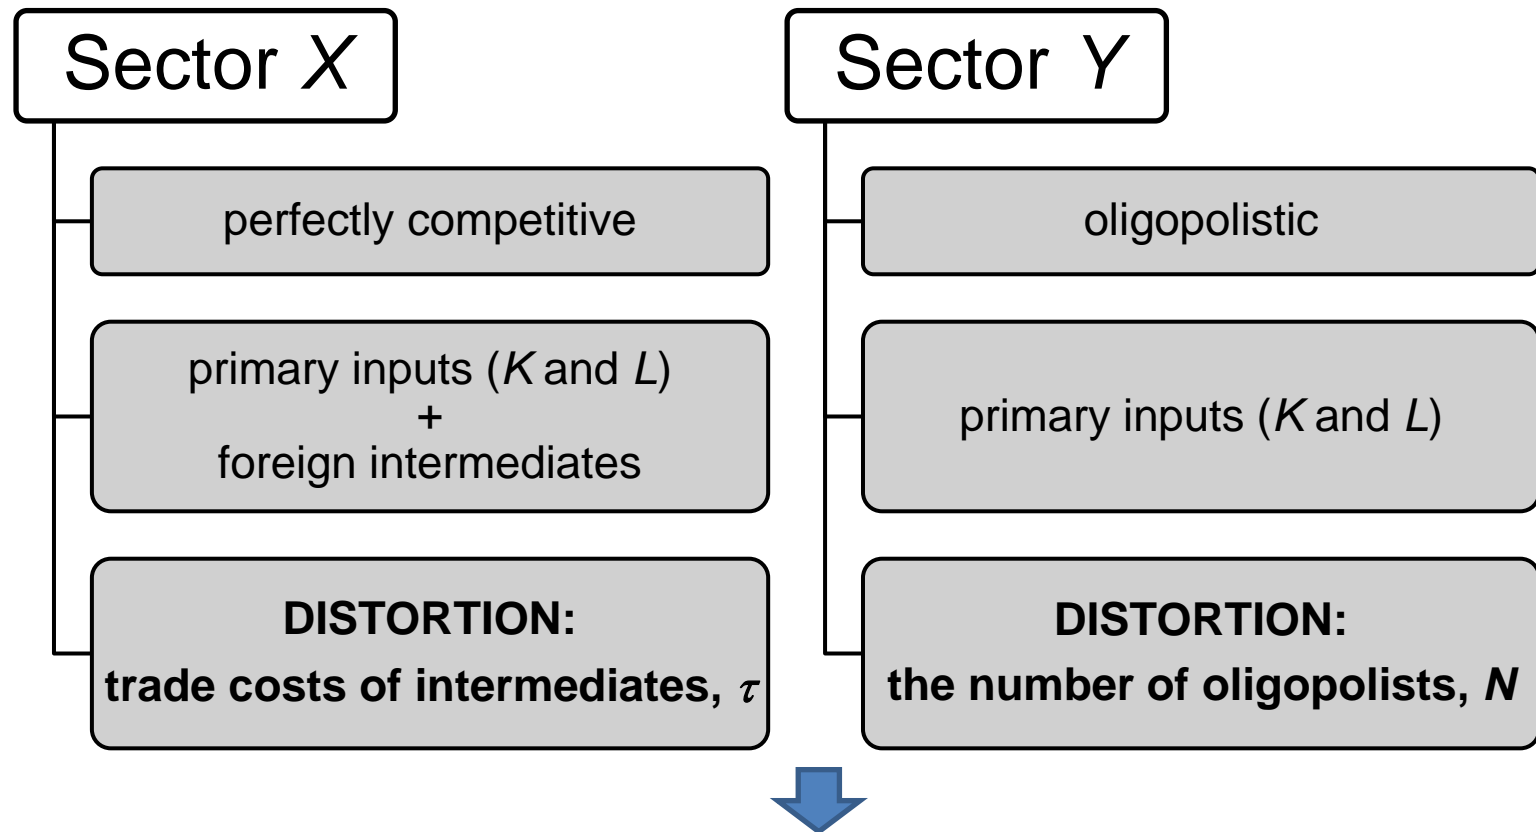 Sector X
perfectly competitive
primary inputs (K and L)
+
foreign intermediates
DISTORTION:
trade costs of intermediates, τ
Sector Y
oligopolistic
primary inputs (K and L)
DISTORTION:
the number of oligopolists, N